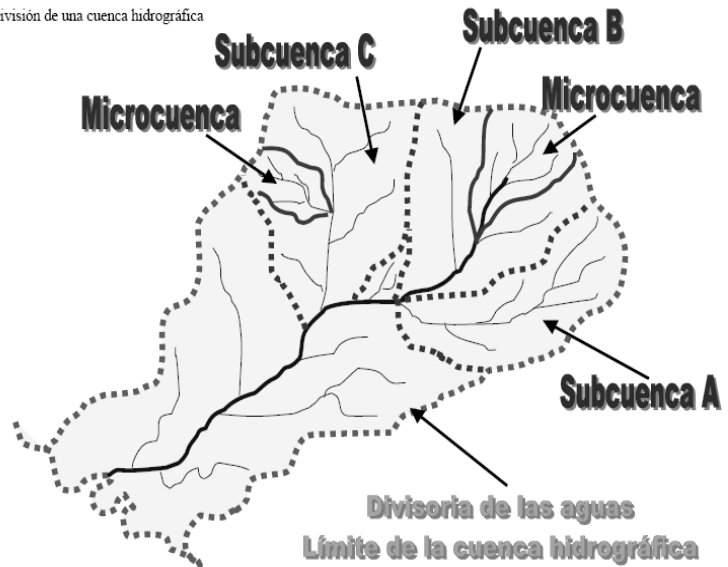 ivisión de una cuenca hidrográfica
Subcuenca B
Subcuenca C
Microcuenca
Microcuenca
Subcuenca A
Divisoria de las aguas
Límite de la cuenca hidrográfica